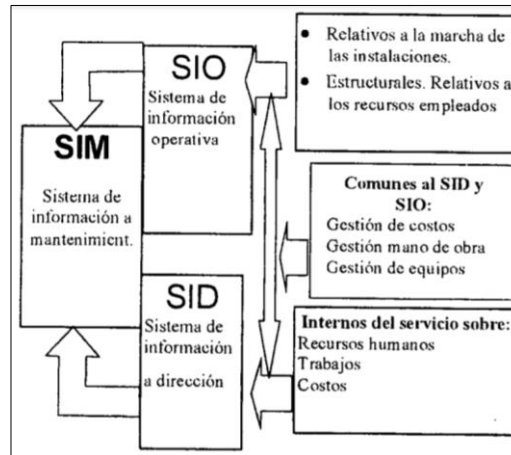 SIO
Sistema de
información
operativa
SIM
Sistema de
información a
mantenimient.
SID
Sistema de
información
a dirección
• Relativos a la marcha de
las instalaciones.
• Estructurales. Relativos a
los recursos empleados
Comunes al SID y
SIO:
Gestión de costos
Gestión mano de obra
Gestión de equipos
Internos del servicio sobre:
Recursos humanos
Trabajos
Costos